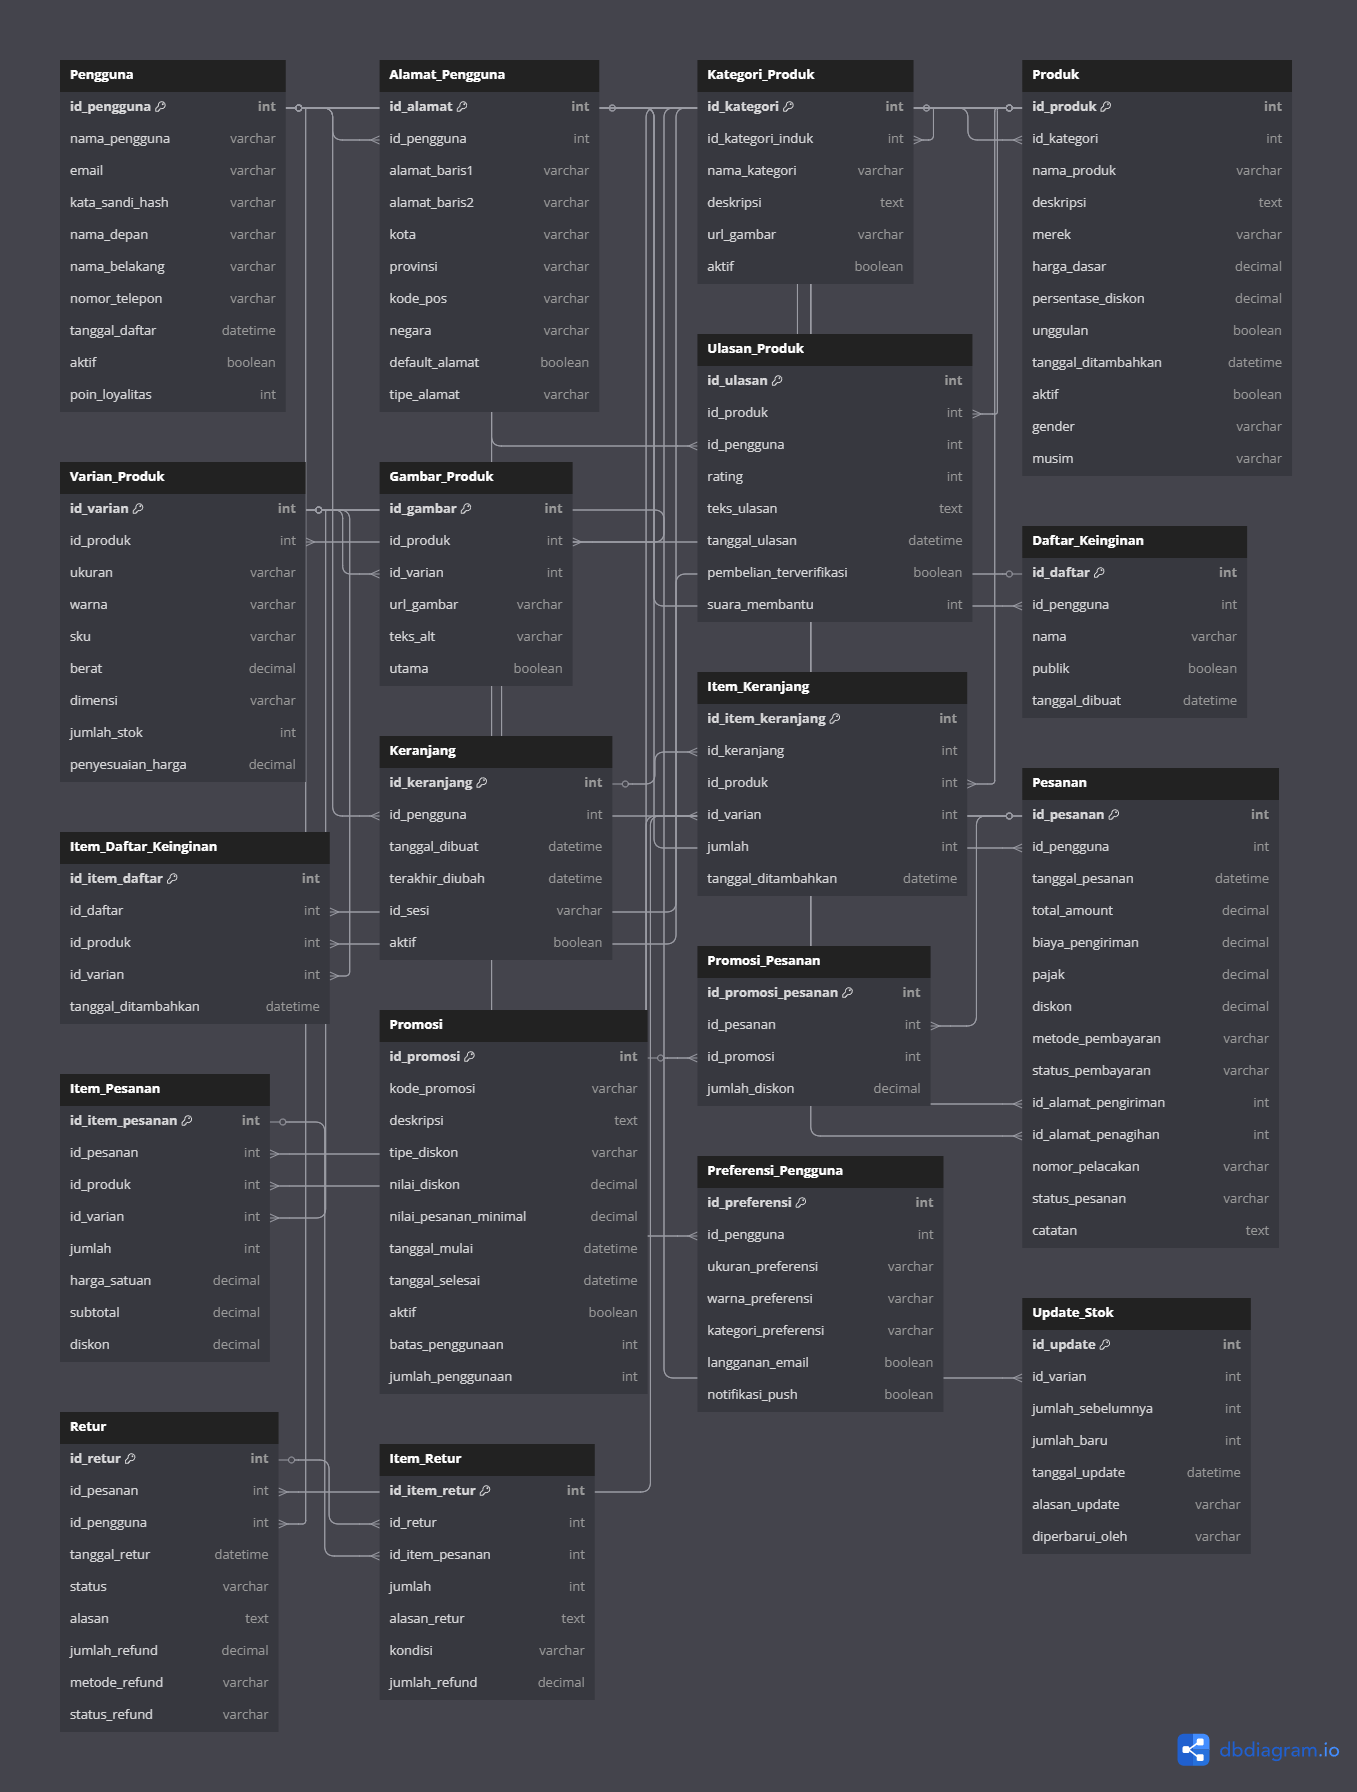 Pengguna
id_pengguna int
nama_pengguna varchar
email varchar
kata_sandi_hash varchar
nama_depan varchar
nama_belakang varchar
nomor_telepon varchar
tanggal_daftar datetime
aktif boolean
poin_loyalitas int
Alamat_Pengguna
id_alamat int
id_pengguna int
alamat_baris1 varchar
alamat_baris2 varchar
kota varchar
provinsi varchar
kode_pos varchar
negara varchar
default_alamat boolean
tipe_alamat varchar
Kategori_Produk
id_kategori int
id_kategori_induk int
nama_kategori varchar
deskripsi text
url_gambar varchar
aktif boolean
Produk
id_produk int
id_kategori int
nama_produk varchar
deskripsi text
merek varchar
harga_dasar decimal
persentase_diskon decimal
unggulan boolean
tanggal_ditambahkan datetime
aktif boolean
gender varchar
musim varchar
Ulasan_Produk
id_ulasan int
id_produk int
id_pengguna int
rating int
teks_ulasan text
tanggal_ulasan datetime
pembelian_terverifikasi boolean
suara_membantu int
Varian_Produk
id_varian int
id_produk int
ukuran varchar
warna varchar
sku varchar
berat decimal
dimensi varchar
jumlah_stok int
penyesuaian_harga decimal
Gambar_Produk
id_gambar int
id_produk int
id_varian int
url_gambar varchar
teks_alt varchar
utama boolean
Daftar_Keinginan
id_daftar int
id_pengguna int
nama varchar
publik boolean
tanggal_dibuat datetime
Item_Keranjang
id_item_keranjang int
id_keranjang int
id_produk int
id_varian int
jumlah int
tanggal_ditambahkan datetime
Keranjang
id_keranjang int
id_pengguna int
tanggal_dibuat datetime
terakhir_diubah datetime
id_sesi varchar
aktif boolean
Pesanan
id_pesanan int
id_pengguna int
tanggal_pesanan datetime
total_amount decimal
biaya_pengiriman decimal
pajak decimal
diskon decimal
metode_pembayaran varchar
status_pembayaran varchar
id_alamat_pengiriman int
id_alamat_penagihan int
nomor_pelacakan varchar
status_pesanan varchar
catatan text
Item_Daftar_Keinginan
id_item_daftar int
id_daftar int
id_produk int
id_varian int
tanggal_ditambahkan datetime
Promosi_Pesanan
id_promosi_pesanan int
id_pesanan int
id_promosi int
jumlah_diskon decimal
Promosi
id_promosi int
kode_promosi varchar
deskripsi text
tipe_diskon varchar
nilai_diskon decimal
nilai_pesanan_minimal decimal
tanggal_mulai datetime
tanggal_selesai datetime
aktif boolean
batas_penggunaan int
jumlah_penggunaan int
Item_Pesanan
id_item_pesanan int
id_pesanan int
id_produk int
id_varian int
jumlah int
harga_satuan decimal
subtotal decimal
diskon decimal
Preferensi_Pengguna
id_preferensi int
id_pengguna int
ukuran_preferensi varchar
warna_preferensi varchar
kategori_preferensi varchar
langganan_email boolean
notifikasi_push boolean
Update_Stok
id_update int
id_varian int
jumlah_sebelumnya int
jumlah_baru int
tanggal_update datetime
alasan_update varchar
diperbarui_oleh varchar
Retur
id_retur int
id_pesanan int
id_pengguna int
tanggal_retur datetime
status varchar
alasan text
jumlah_refund decimal
metode_refund varchar
status_refund varchar
Item_Retur
id_item_retur int
id_retur int
id_item_pesanan int
jumlah int
alasan_retur text
kondisi varchar
jumlah_refund decimal
dbdiagram.io